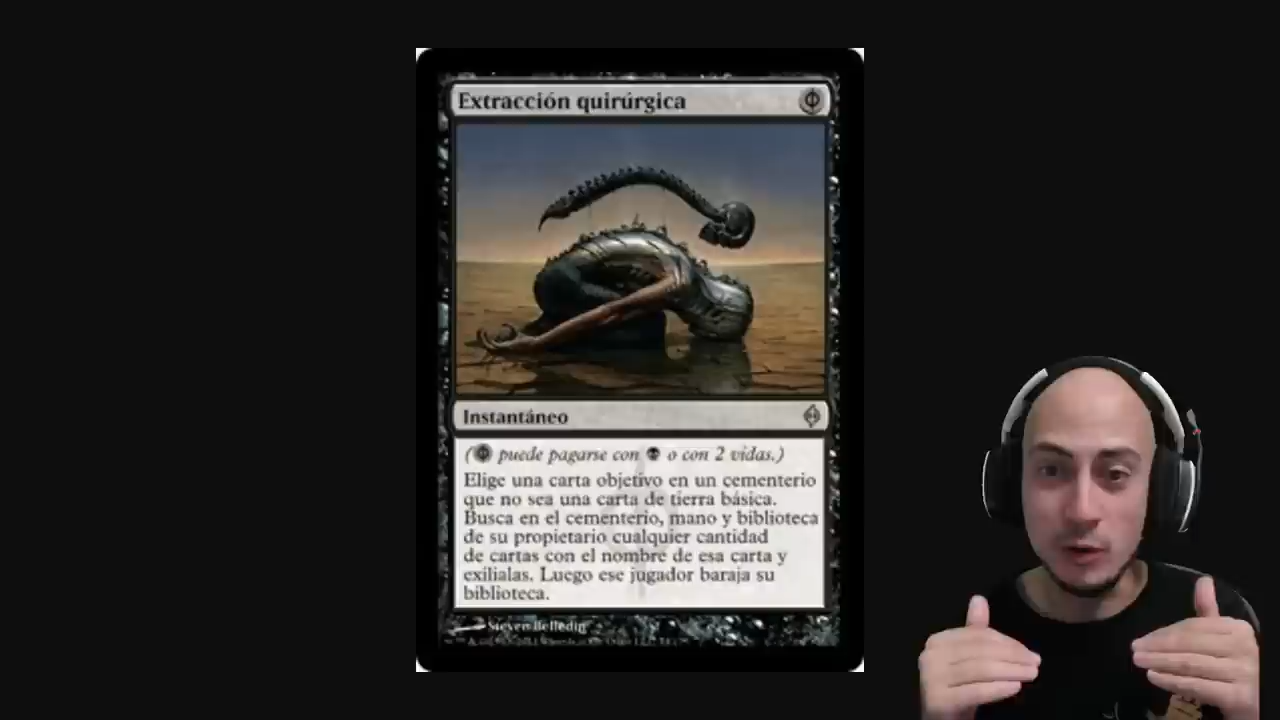 Extracción quirúrgica
Instantáneo
( puede pagarse con o con 2 vidas.)
Elige una carta objetivo en un cementerio
que no sea una carta de tierra básica.
Busca en el cementerio, mano y biblioteca
de su propietario cualquier cantidad
de cartas con el nombre de esa carta y
exílialas. Luego ese jugador baraja su
biblioteca.
Steven Belledin